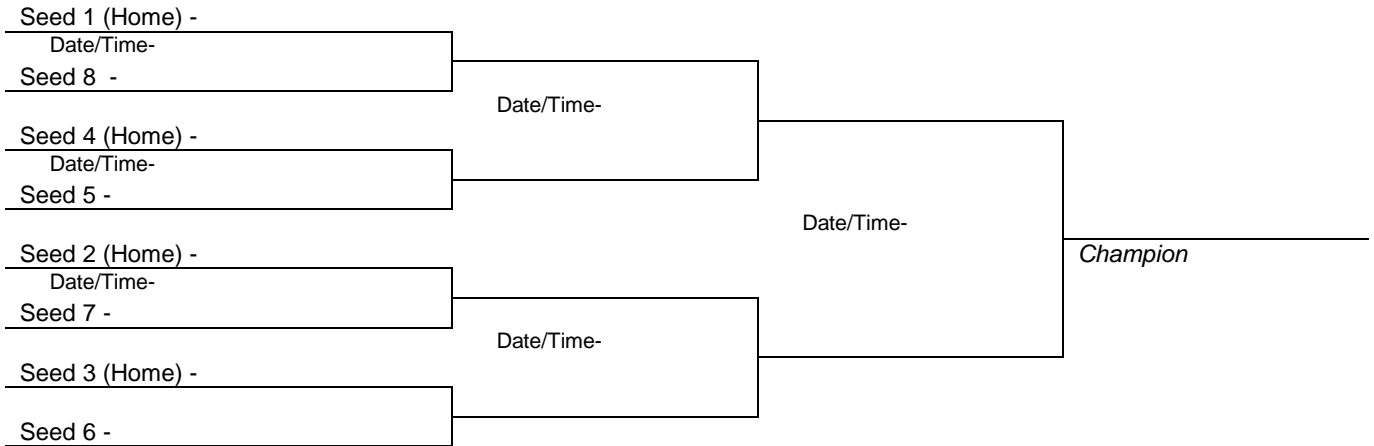 Seed 1 (Home) -
Date/Time-
Seed 8 -
Date/Time-
Seed 4 (Home) -
Date/Time-
Seed 5 -
Date/Time-
Seed 2 (Home) -
Champion
Date/Time-
Seed 7 -
Date/Time-
Seed 3 (Home) -
Seed 6 -